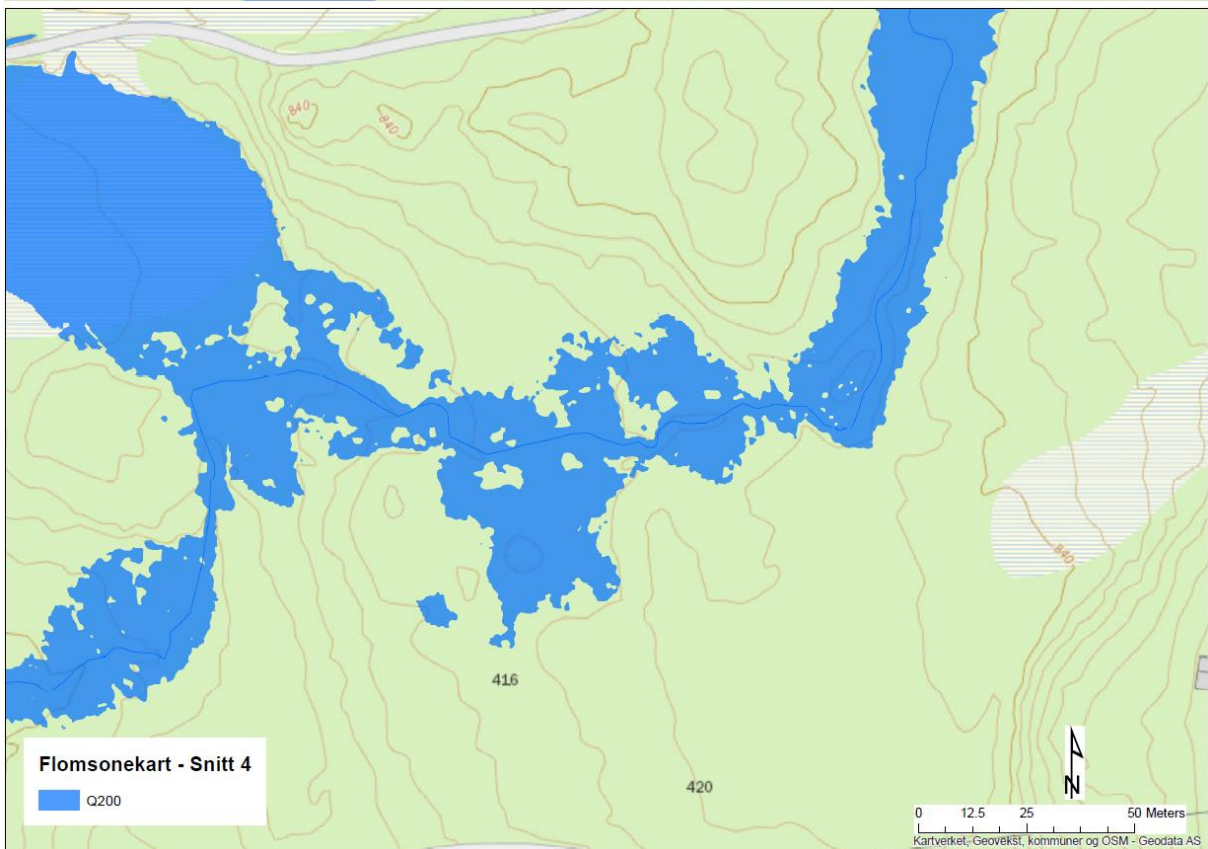 840
840
840
416
420
Flomsonekart - Snitt 4
Q200
N
0 12.5 25 50 Meters
Kartverket, Geovekst, kommuner og OSM - Geodata AS